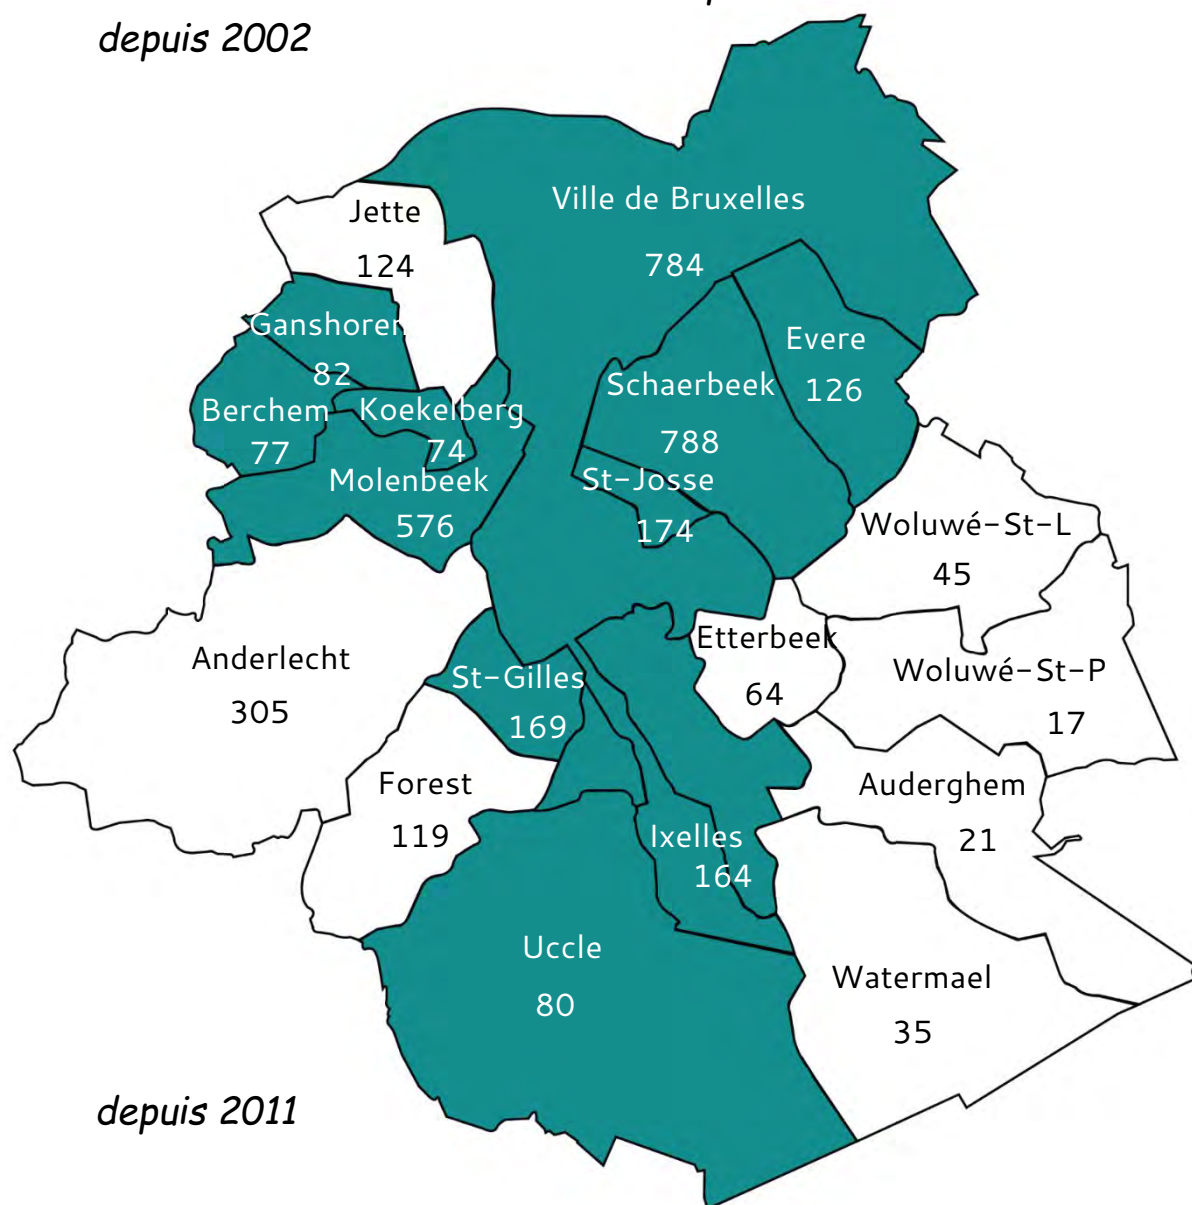 depuis 2002
Ville de Bruxelles
784
Jette
124
Ganshoren
82
Evere
126
Schaerbeek
788
Berchem
77
Koekelberg
74
Molenbeek
576
St-Josse
174
Woluwé-St-L
45
Etterbeek
64
Woluwé-St-P
17
Anderlecht
305
St-Gilles
169
Forest
119
Auderghem
21
Ixelles
164
Uccle
80
Watermael
35
depuis 2011